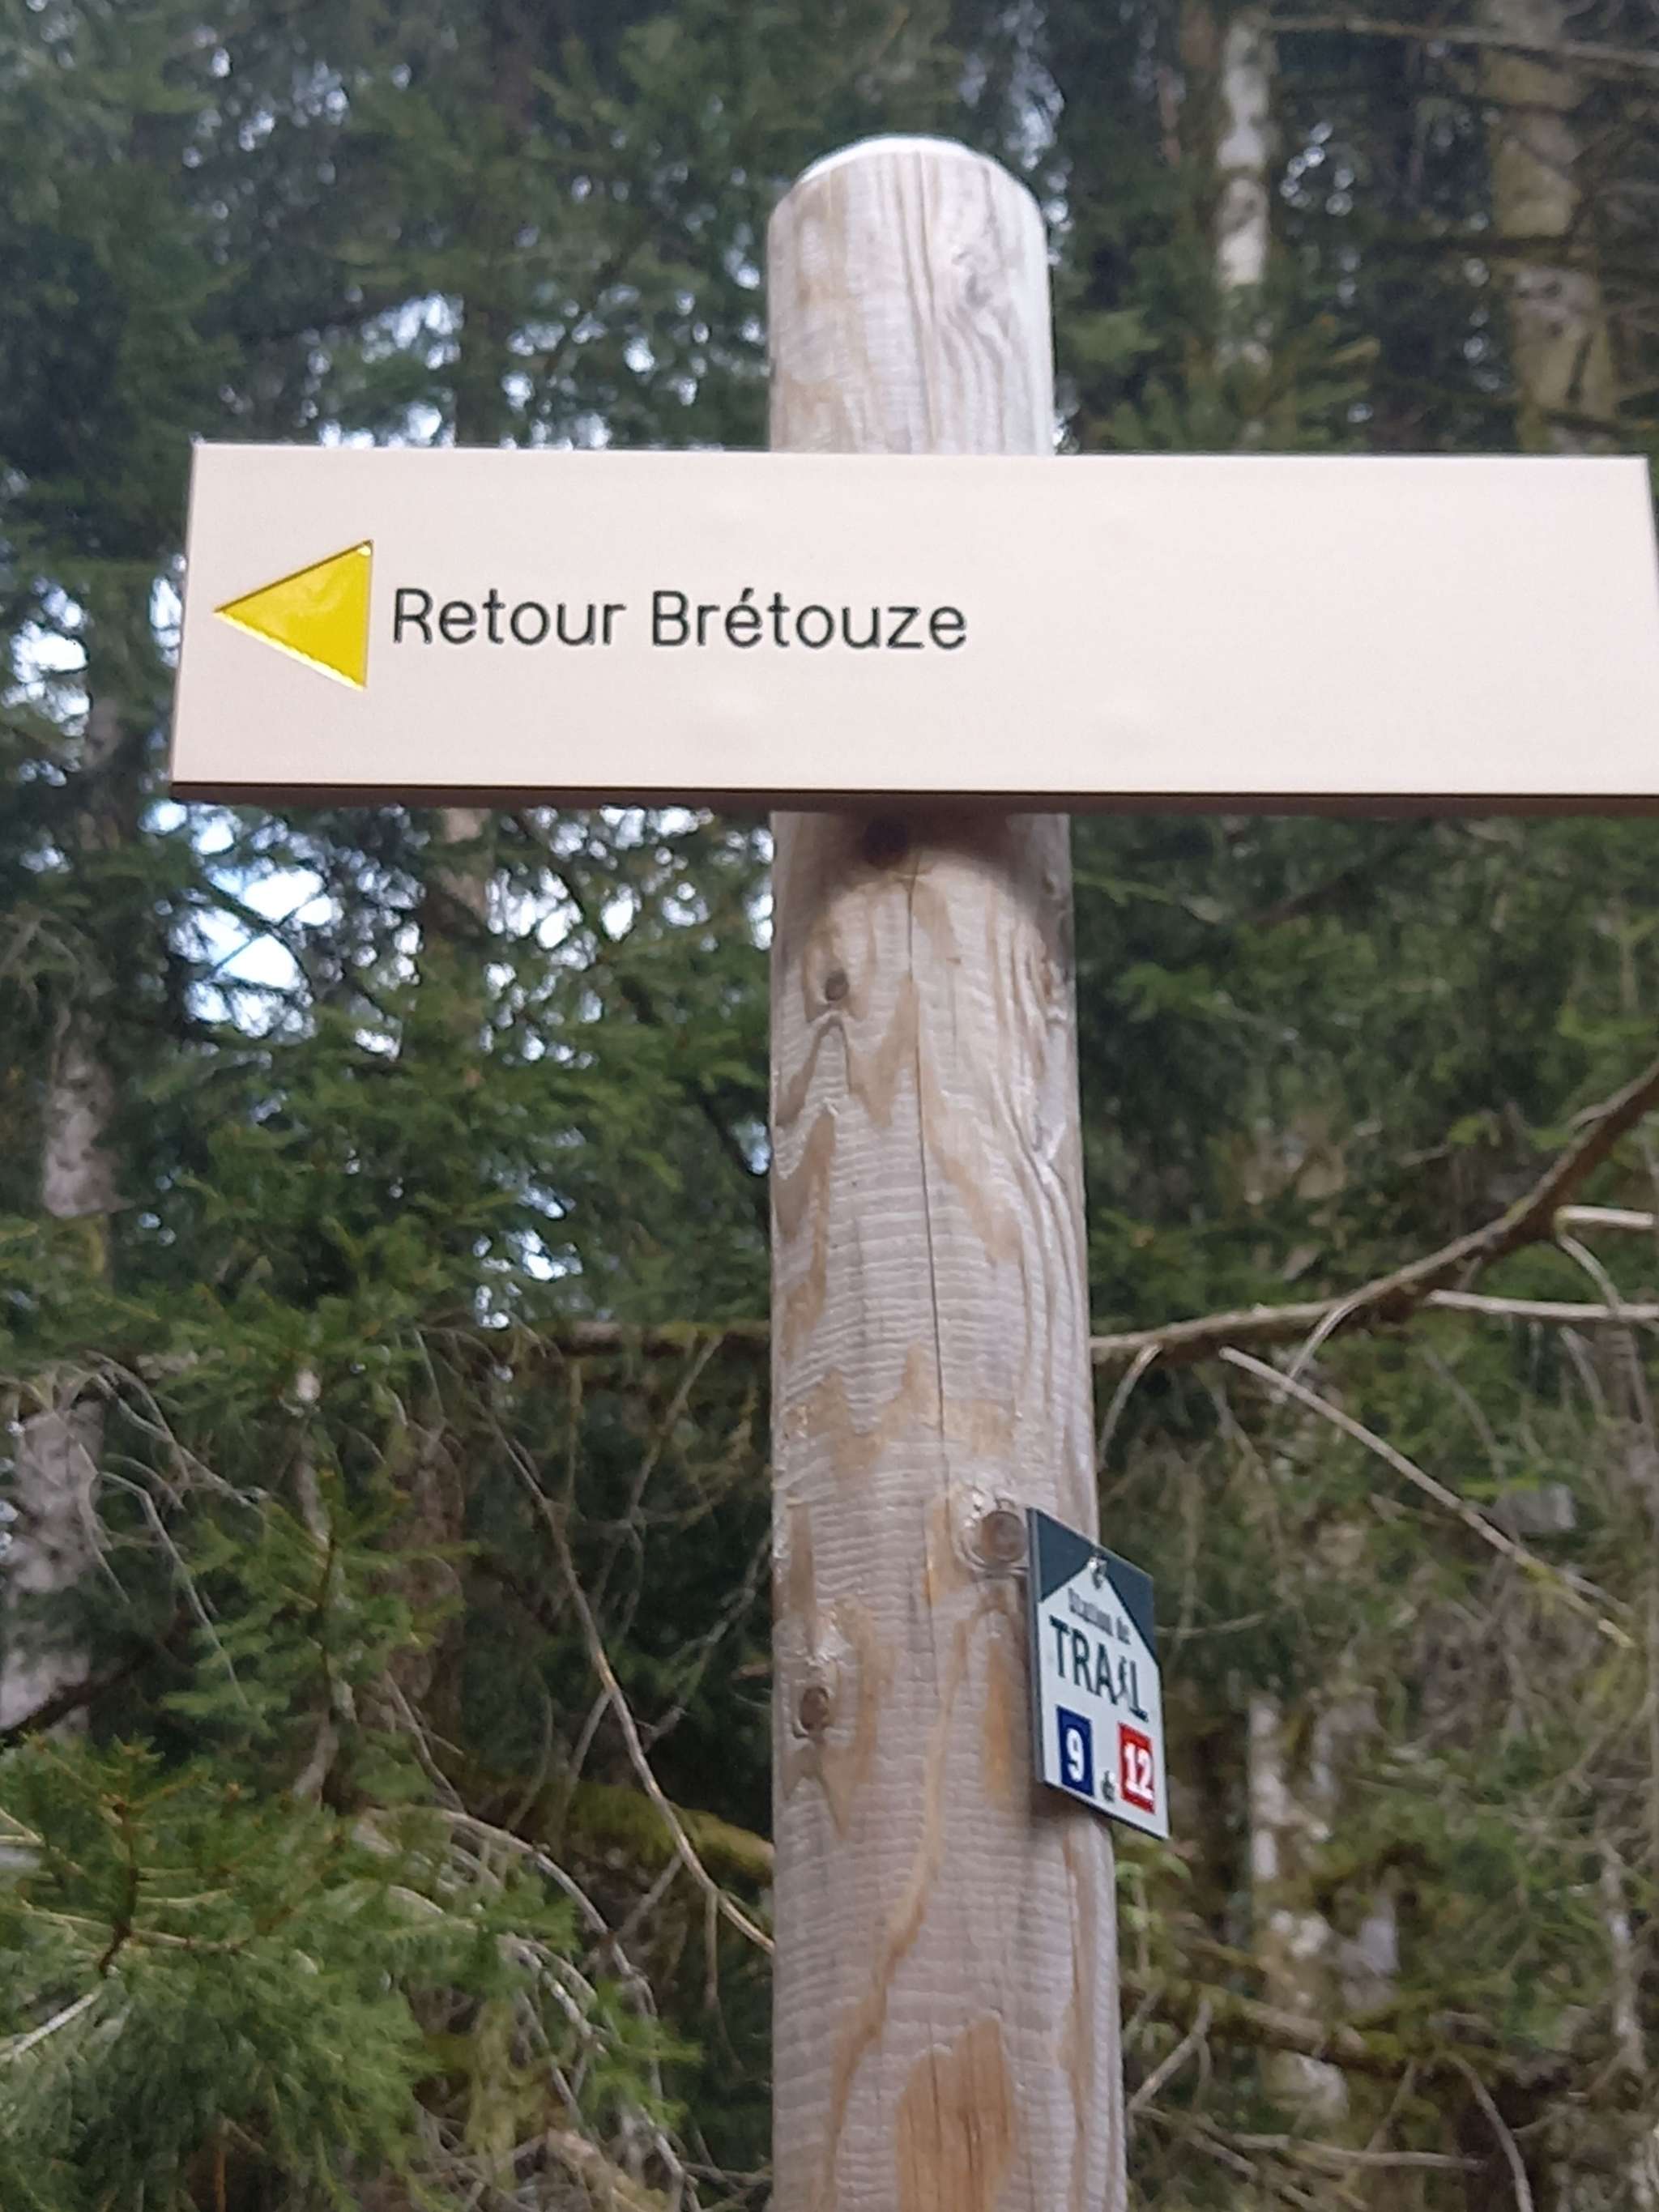 Retour Brétouze
Station de
TRAIL
9 12